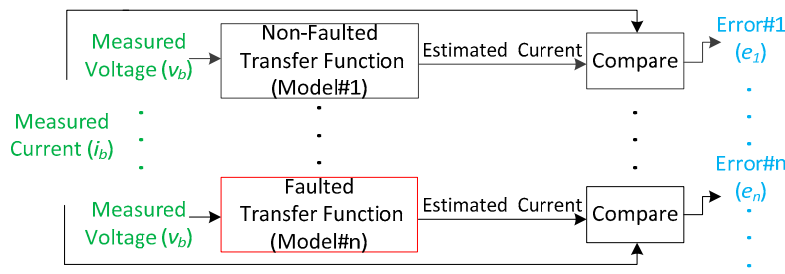 Measured
Voltage (vb)
Non-Faulted
Transfer Function
(Model#1)
Estimated Current
Compare
Error#1
(e1)
Measured
Current (ib)
Measured
Voltage (vb)
Faulted
Transfer Function
(Model#n)
Estimated Current
Compare
Error#n
(en)